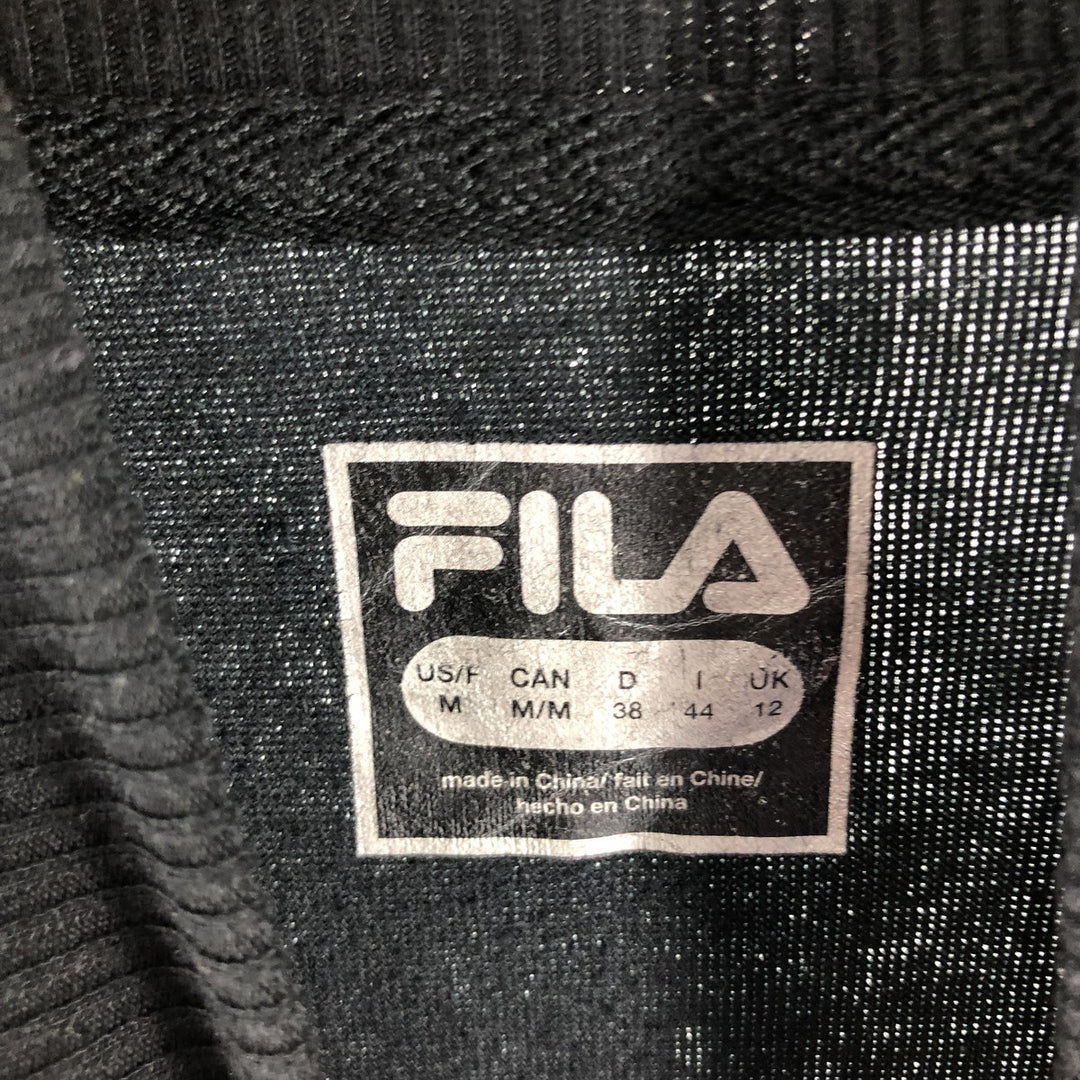 FILA
US/F CAN D I UK
M M/M 38 44 12
made in China/ fait en Chine/
hecho en China